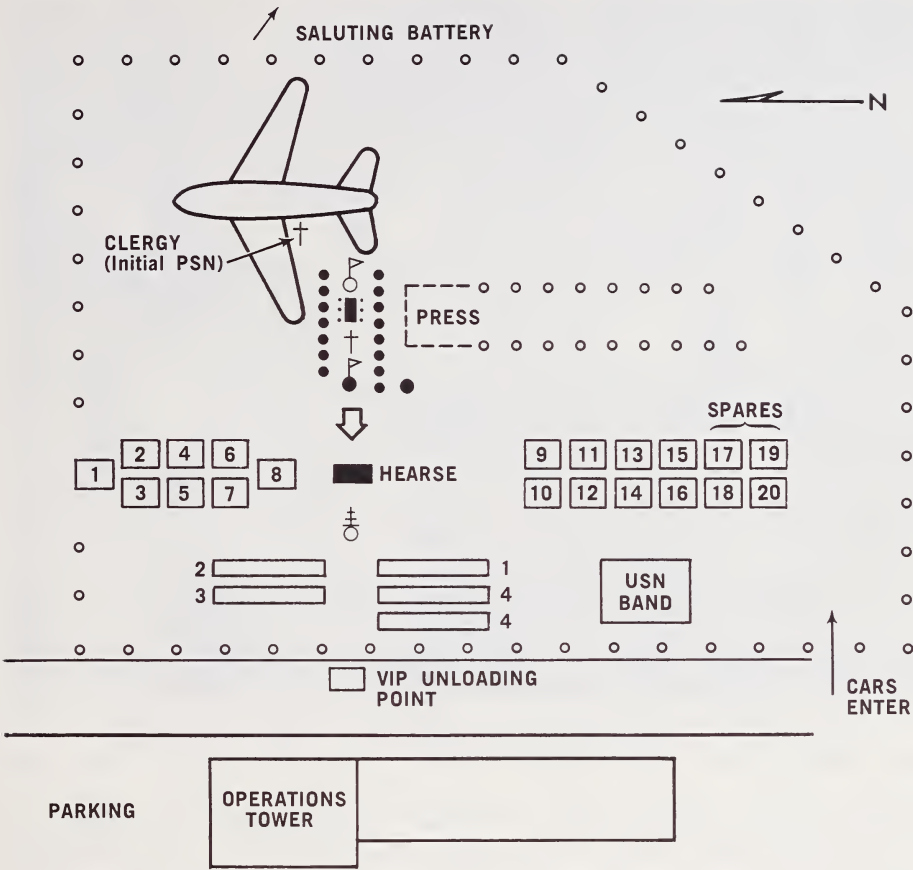 SALUTING BATTERY
N
CLERGY
(Initial PSN)
PRESS
SPARES
2 4 6
1
8
3 5 7
HEARSE
9 11 13 15 17 19
10 12 14 16 18 20
2
3
1
4
4
USN
BAND
VIP UNLOADING
POINT
CARS
ENTER
PARKING
OPERATIONS
TOWER